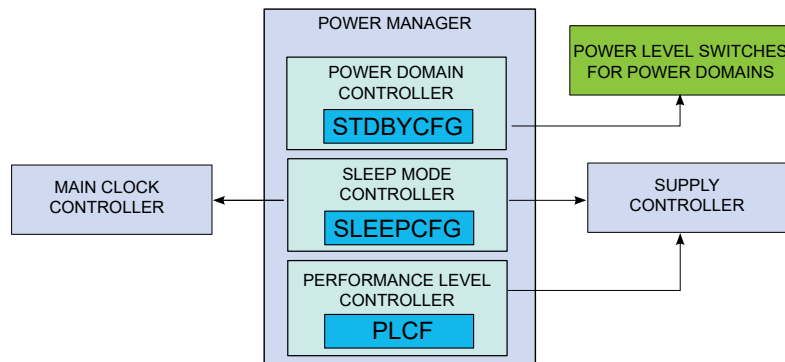 POWER MANAGER
POWER DOMAIN
CONTROLLER
STDBYCFG
POWER LEVEL SWITCHES
FOR POWER DOMAINS
MAIN CLOCK
CONTROLLER
SLEEP MODE
CONTROLLER
SLEEPCFG
SUPPLY
CONTROLLER
PERFORMANCE LEVEL
CONTROLLER
PLCF